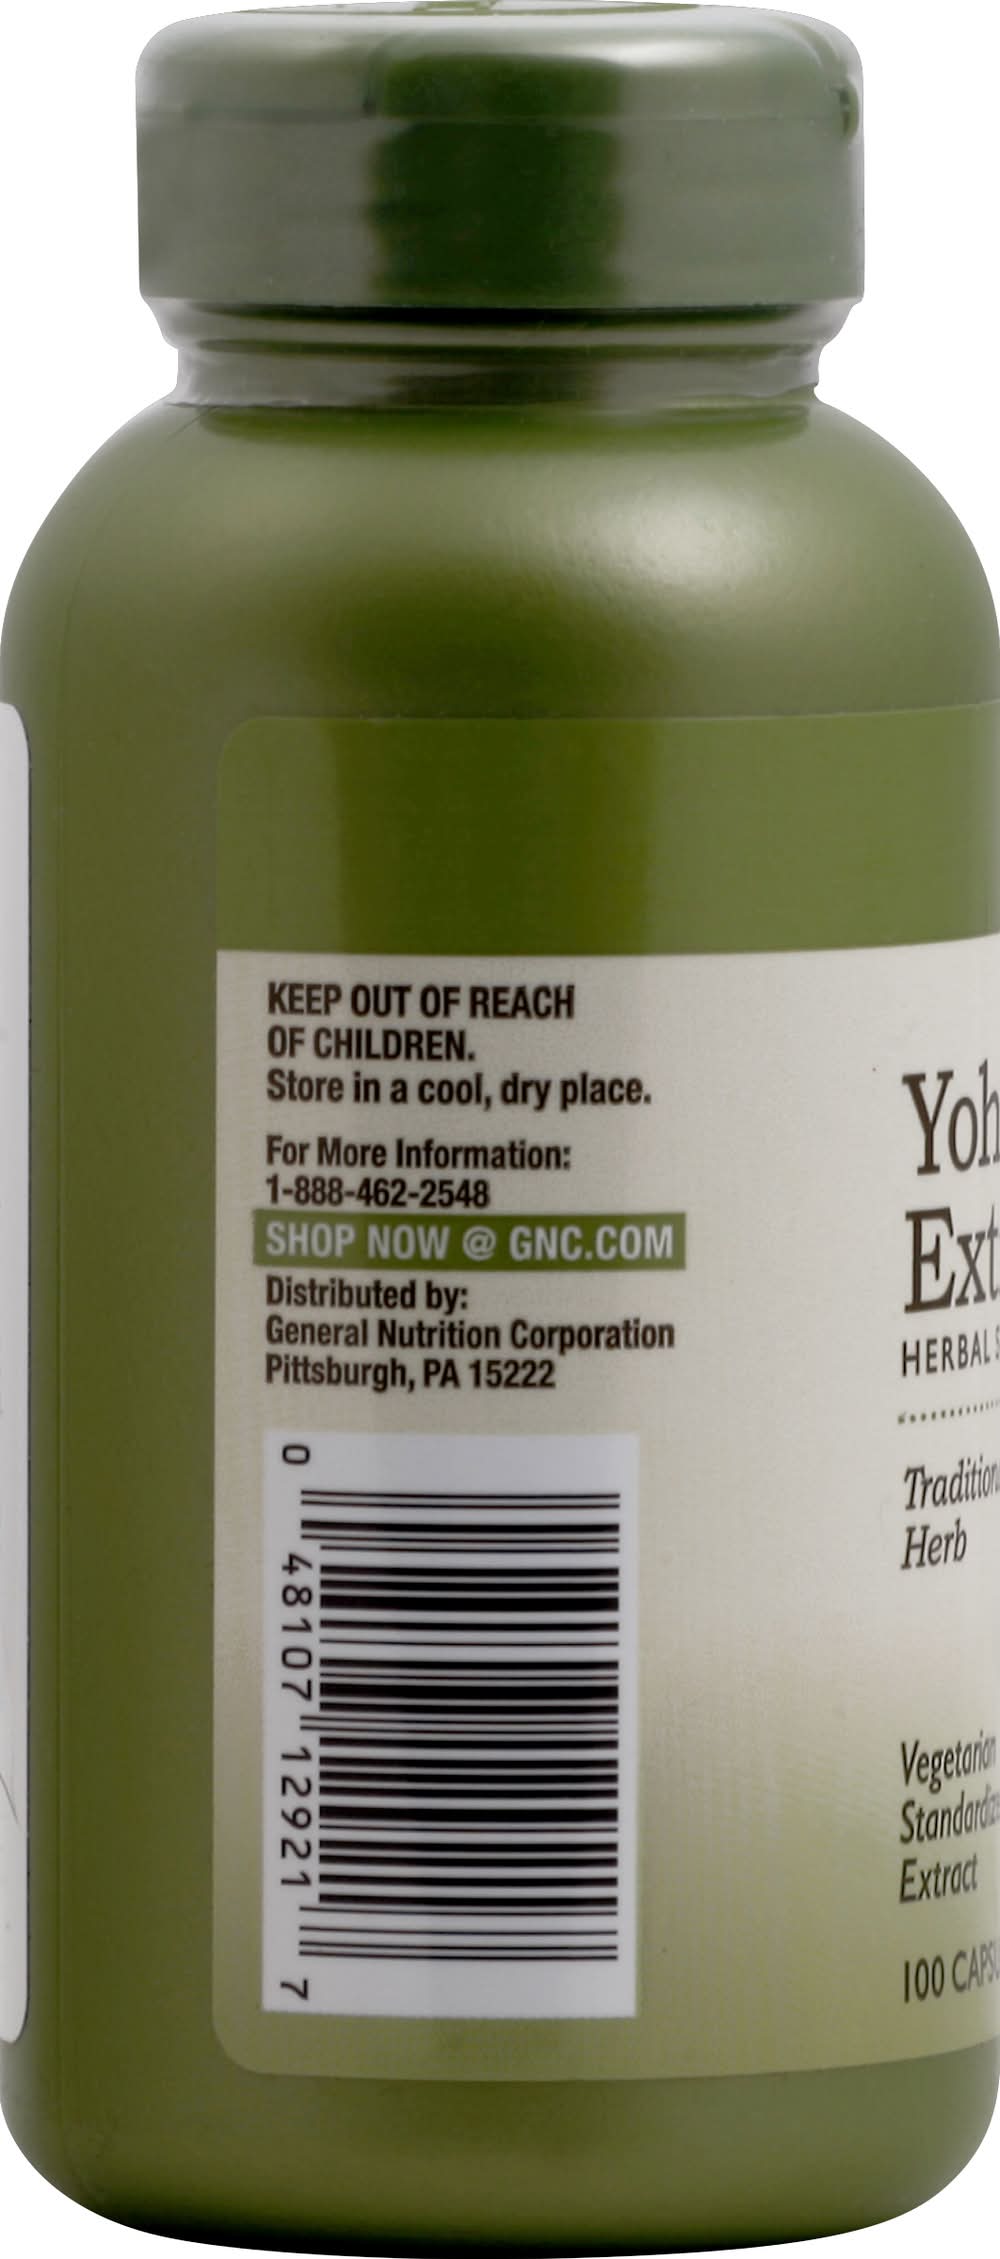 KEEP OUT OF REACH
OF CHILDREN.
Store in a cool, dry place.
For More Information:
1-888-462-2548
SHOP NOW @ GNC.COM
Distributed by:
General Nutrition Corporation
Pittsburgh, PA 15222
0 48107 12921 7
Yoh
Ext
HERBAL S
Tradition
Herb
Vegetarian
Standardiz
Extract
100 CAPSU